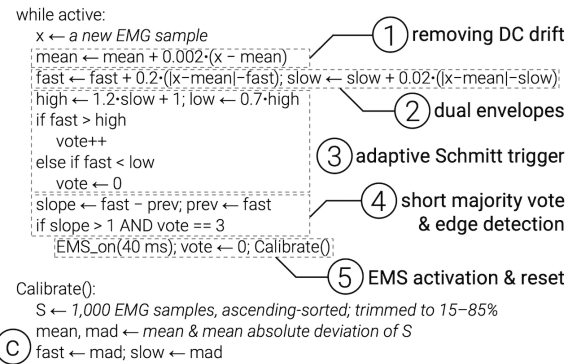 while active:
x ← a new EMG sample
mean ← mean + 0.002·(x − mean)
1 removing DC drift
fast ← fast + 0.2·(|x−mean|−fast); slow ← slow + 0.02·(|x−mean|−slow)
2 dual envelopes
high ← 1.2·slow + 1; low ← 0.7·high
if fast > high
vote++
else if fast < low
vote ← 0
3 adaptive Schmitt trigger
slope ← fast − prev; prev ← fast
if slope > 1 AND vote == 3
4 short majority vote
& edge detection
EMS_on(40 ms); vote ← 0; Calibrate()
5 EMS activation & reset
Calibrate():
S ← 1,000 EMG samples, ascending-sorted; trimmed to 15–85%
mean, mad ← mean & mean absolute deviation of S
C fast ← mad; slow ← mad